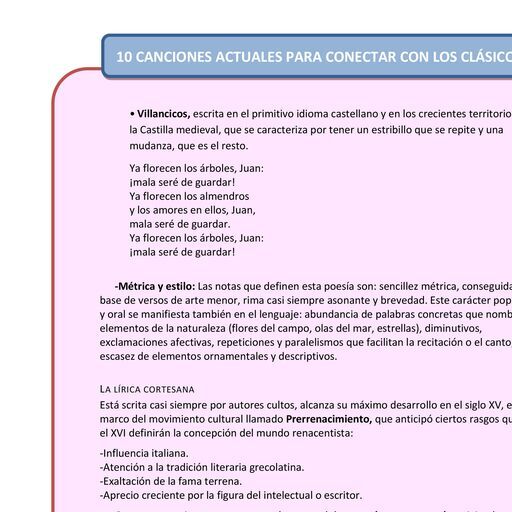 10 CANCIONES ACTUALES PARA CONECTAR CON LOS CLÁSICO
• Villancicos, escrita en el primitivo idioma castellano y en los crecientes territorio
la Castilla medieval, que se caracteriza por tener un estribillo que se repite y una
mudanza, que es el resto.
Ya florecen los árboles, Juan:
¡mala seré de guardar!
Ya florecen los almendros
y los amores en ellos, Juan,
mala seré de guardar.
Ya florecen los árboles, Juan:
¡mala seré de guardar!
-Métrica y estilo: Las notas que definen esta poesía son: sencillez métrica, conseguida
base de versos de arte menor, rima casi siempre asonante y brevedad. Este carácter pop
y oral se manifiesta también en el lenguaje: abundancia de palabras concretas que nomb
elementos de la naturaleza (flores del campo, olas del mar, estrellas), diminutivos,
exclamaciones afectivas, repeticiones y paralelismos que facilitan la recitación o el canto,
escasez de elementos ornamentales y descriptivos.
LA LÍRICA CORTESANA
Está scrita casi siempre por autores cultos, alcanza su máximo desarrollo en el siglo XV, e
marco del movimiento cultural llamado Prerrenacimiento, que anticipó ciertos rasgos qu
el XVI definirán la concepción del mundo renacentista:
-Influencia italiana.
-Atención a la tradición literaria grecolatina.
-Exaltación de la fama terrena.
-Aprecio creciente por la figura del intelectual o escritor.